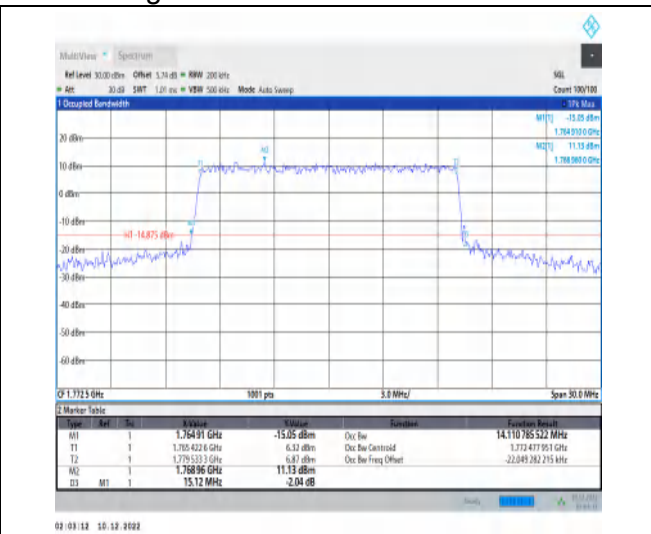 MultiView Spectrum
Ref Level 30.00 dBm Offset 5.74 dB RBW 200 kHz SGL
Att 30 dB SWT 1.01 ms VBW 500 kHz Mode Auto Sweep Count 100/100
1 Occupied Bandwidth 1Pk Max
M1[1] -15.05 dBm
1.764 910 0 GHz
20 dBm M2[1] 11.13 dBm
1.768 960 0 GHz
M2
10 dBm T1 T2
0 dBm
-10 dBm
H1 -14.875 dBm
-20 dBm
-30 dBm
-40 dBm
-50 dBm
-60 dBm
CF 1.772 5 GHz 1001 pts 3.0 MHz/ Span 30.0 MHz
2 Marker Table
Type Ref Trc X-Value Y-Value Function Function Result
M1 1 1.764 91 GHz -15.05 dBm Occ Bw 14.110 785 522 MHz
T1 1 1.765 422 6 GHz 6.32 dBm Occ Bw Centroid 1.772 477 951 GHz
T2 1 1.779 533 3 GHz 6.87 dBm Occ Bw Freq Offset -22.049 282 215 kHz
M2 1 1.768 96 GHz 11.13 dBm
D3 M1 1 15.12 MHz -2.04 dB
Ready
02:03:12 10.12.2022